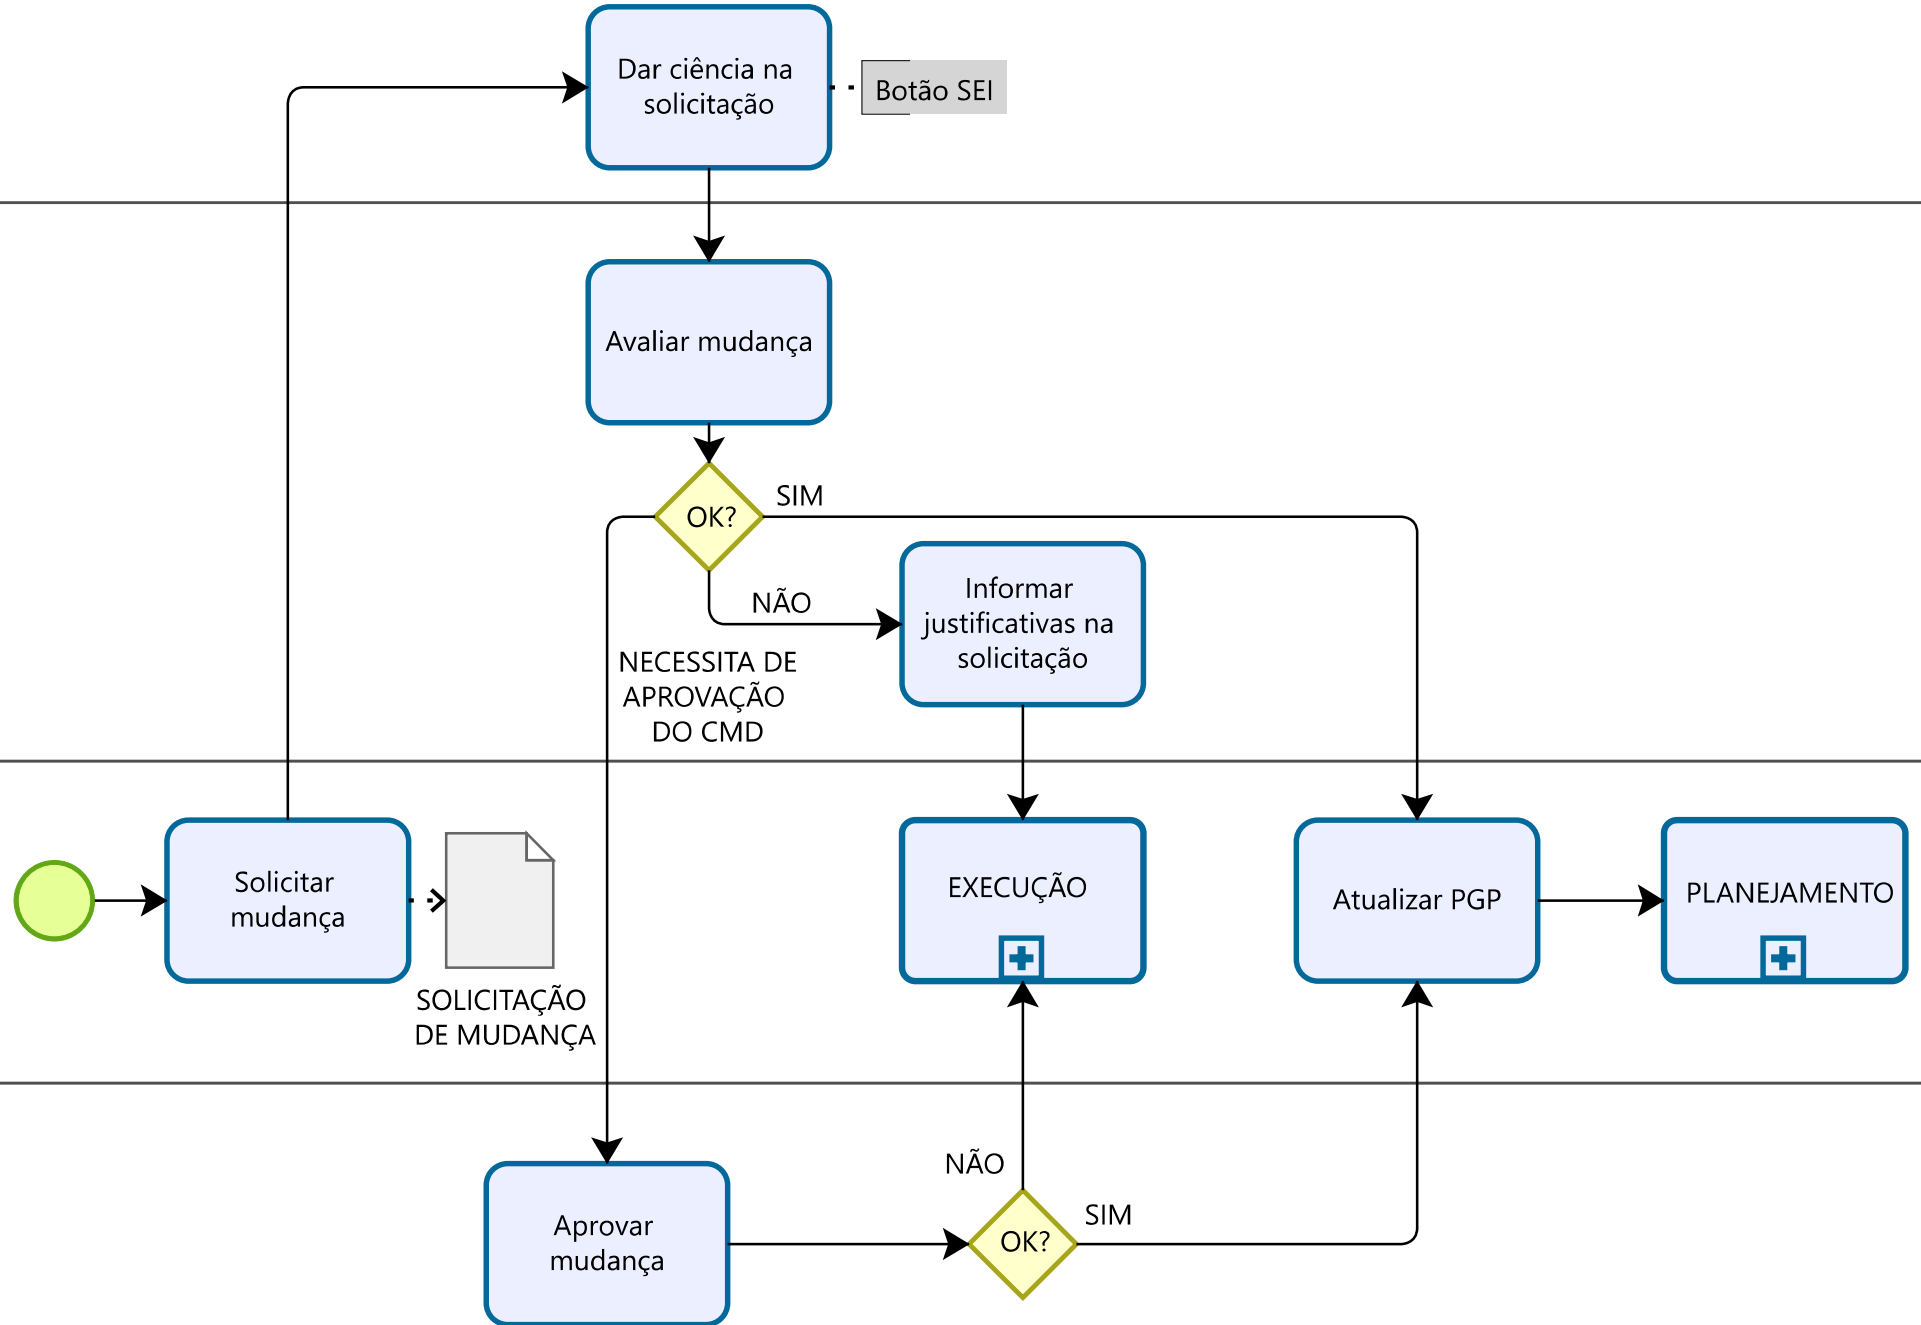 Dar ciência na
solicitação
Botão SEI
Avaliar mudança
OK?
SIM
NÃO
Informar
justificativas na
solicitação
NECESSITA DE
APROVAÇÃO
DO CMD
Solicitar
mudança
SOLICITAÇÃO
DE MUDANÇA
EXECUÇÃO
Atualizar PGP
PLANEJAMENTO
Aprovar
mudança
NÃO
OK?
SIM